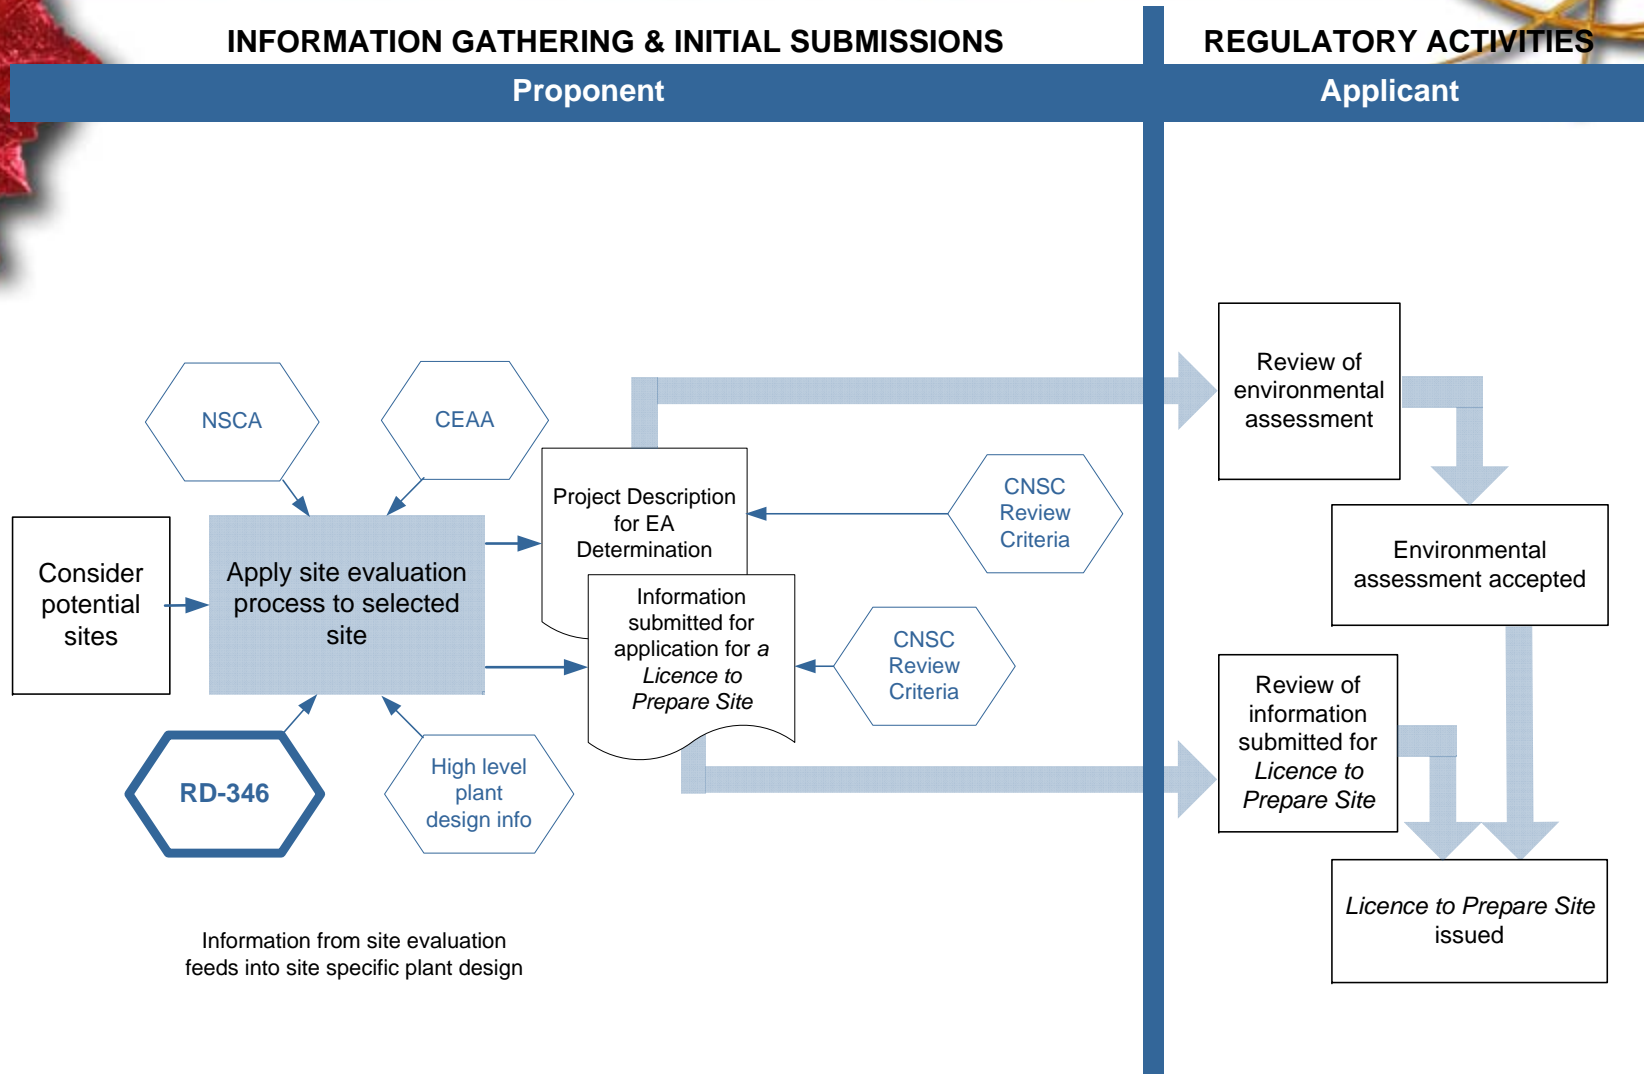 INFORMATION GATHERING & INITIAL SUBMISSIONS
REGULATORY ACTIVITIES
Proponent
Applicant
NSCA
CEAA
Consider
potential
sites
Apply site evaluation
process to selected
site
RD-346
High level
plant
design info
Project Description
for EA
Determination
CNSC
Review
Criteria
Information
submitted for
application for a
Licence to
Prepare Site
CNSC
Review
Criteria
Information from site evaluation
feeds into site specific plant design
Review of
environmental
assessment
Environmental
assessment accepted
Review of
information
submitted for
Licence to
Prepare Site
Licence to Prepare Site
issued